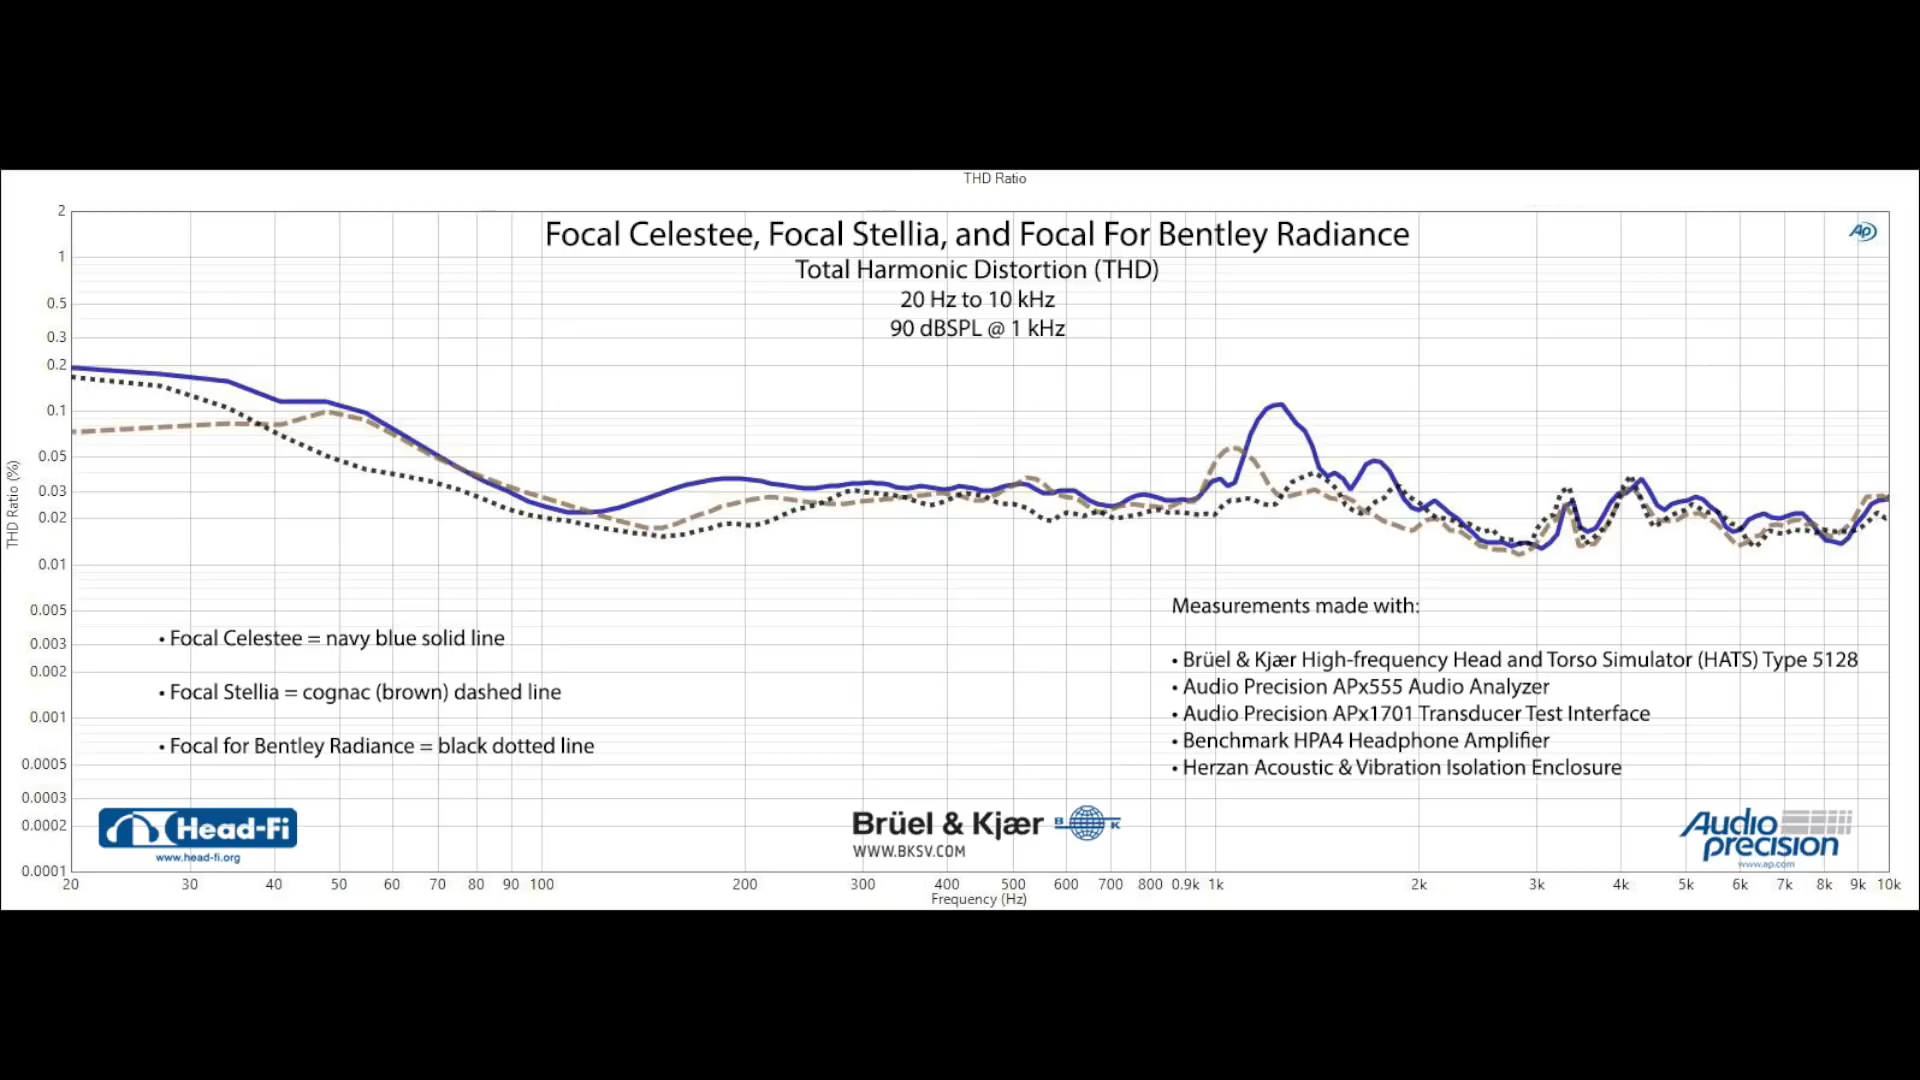 THD Ratio
Focal Celestee, Focal Stellia, and Focal For Bentley Radiance
Total Harmonic Distortion (THD)
20 Hz to 10 kHz
90 dBSPL @ 1 kHz
AP
THD Ratio (%)
2
1
0.5
0.3
0.2
0.1
0.05
0.03
0.02
0.01
0.005
0.003
0.002
0.001
0.0005
0.0003
0.0002
0.0001
• Focal Celestee = navy blue solid line
• Focal Stellia = cognac (brown) dashed line
• Focal for Bentley Radiance = black dotted line
Measurements made with:
• Brüel & Kjær High-frequency Head and Torso Simulator (HATS) Type 5128
• Audio Precision APx555 Audio Analyzer
• Audio Precision APx1701 Transducer Test Interface
• Benchmark HPA4 Headphone Amplifier
• Herzan Acoustic & Vibration Isolation Enclosure
Head-Fi
www.head-fi.org
Brüel & Kjær B K
WWW.BKSV.COM
Audio
precision
www.ap.com
20 30 40 50 60 70 80 90 100 200 300 400 500 600 700 800 0.9k 1k 2k 3k 4k 5k 6k 7k 8k 9k 10k
Frequency (Hz)